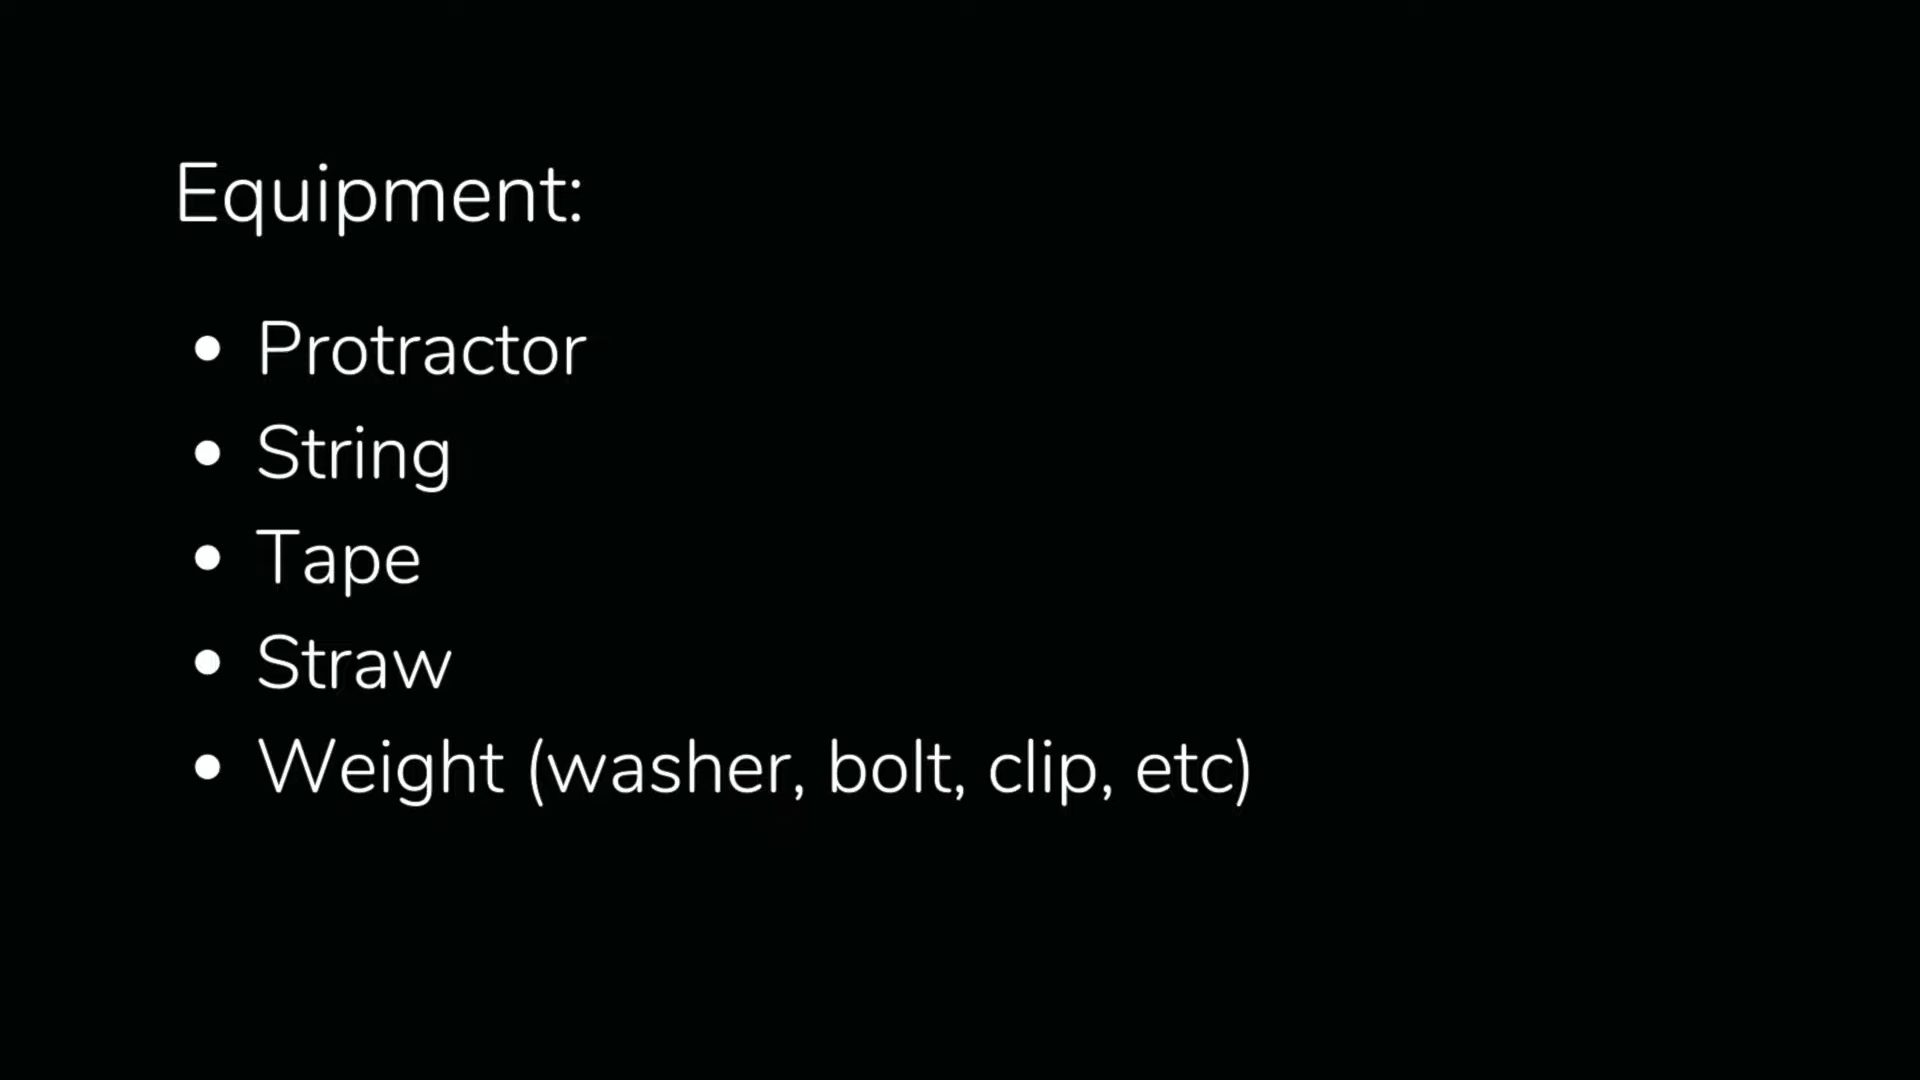 Equipment:
• Protractor
• String
• Tape
• Straw
• Weight (washer, bolt, clip, etc)